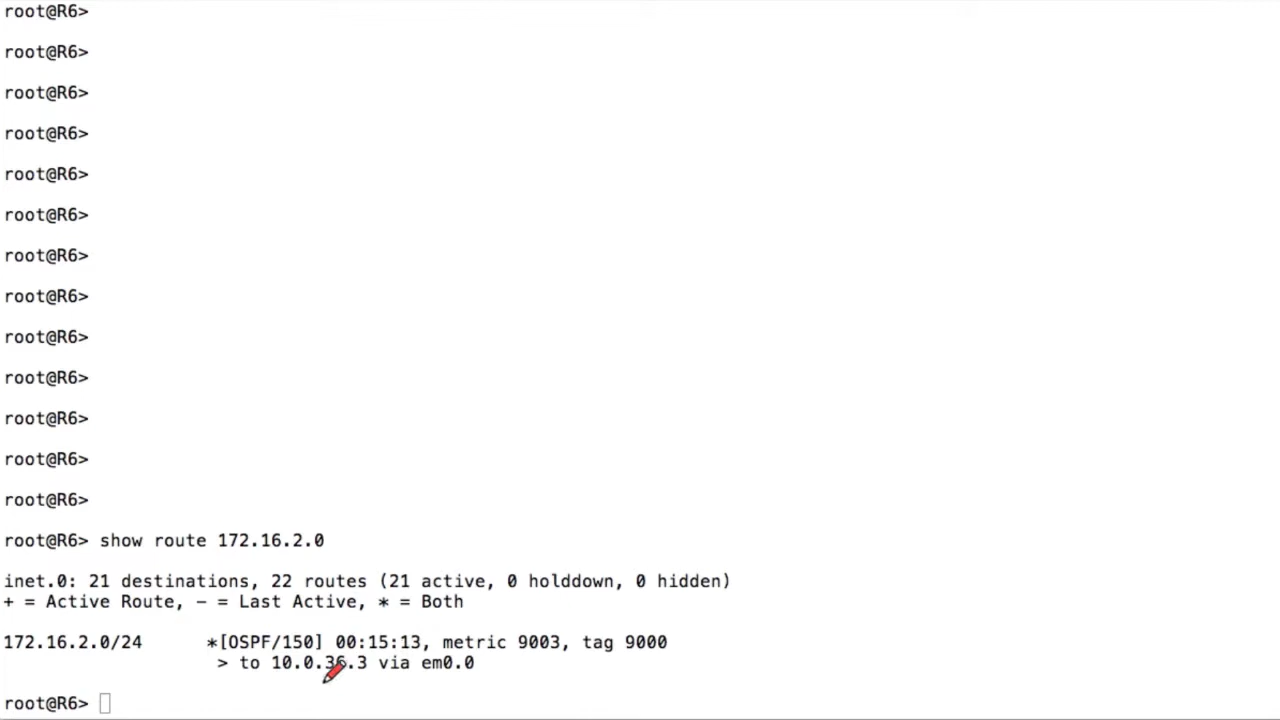 root@R6>
root@R6>
root@R6>
root@R6>
root@R6>
root@R6>
root@R6>
root@R6>
root@R6>
root@R6>
root@R6>
root@R6>
root@R6>
root@R6> show route 172.16.2.0
inet.0: 21 destinations, 22 routes (21 active, 0 holddown, 0 hidden)
+ = Active Route, - = Last Active, * = Both
172.16.2.0/24 *[OSPF/150] 00:15:13, metric 9003, tag 9000
> to 10.0.36.3 via em0.0
root@R6>